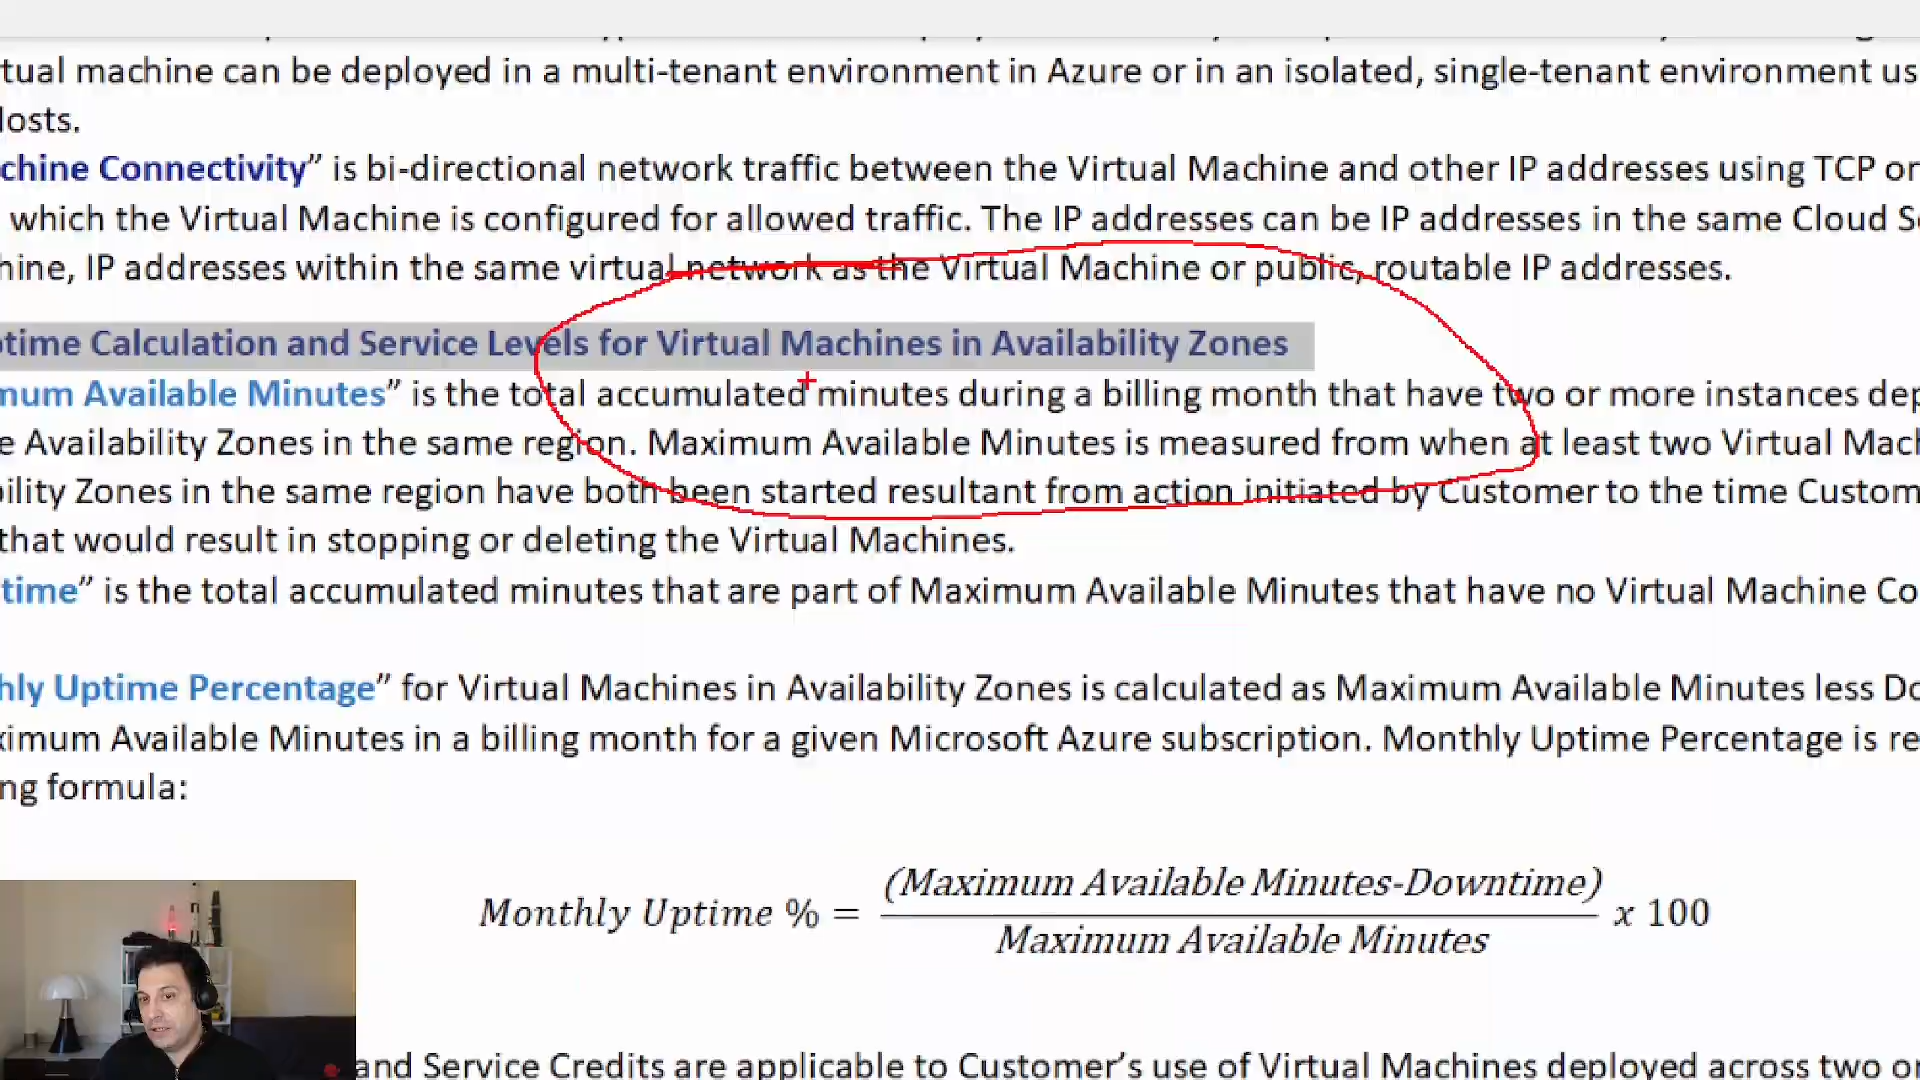 tual machine can be deployed in a multi-tenant environment in Azure or in an isolated, single-tenant environment us
Hosts.
chine Connectivity” is bi-directional network traffic between the Virtual Machine and other IP addresses using TCP or
which the Virtual Machine is configured for allowed traffic. The IP addresses can be IP addresses in the same Cloud Se
hine, IP addresses within the same virtual network as the Virtual Machine or public, routable IP addresses.
ptime Calculation and Service Levels for Virtual Machines in Availability Zones
mum Available Minutes” is the total accumulated minutes during a billing month that have two or more instances dep
e Availability Zones in the same region. Maximum Available Minutes is measured from when at least two Virtual Mach
bility Zones in the same region have both been started resultant from action initiated by Customer to the time Custom
that would result in stopping or deleting the Virtual Machines.
time” is the total accumulated minutes that are part of Maximum Available Minutes that have no Virtual Machine Co
hly Uptime Percentage” for Virtual Machines in Availability Zones is calculated as Maximum Available Minutes less Do
ximum Available Minutes in a billing month for a given Microsoft Azure subscription. Monthly Uptime Percentage is re
ng formula:
Monthly Uptime % = (Maximum Available Minutes-Downtime) / Maximum Available Minutes x 100
and Service Credits are applicable to Customer’s use of Virtual Machines deployed across two or